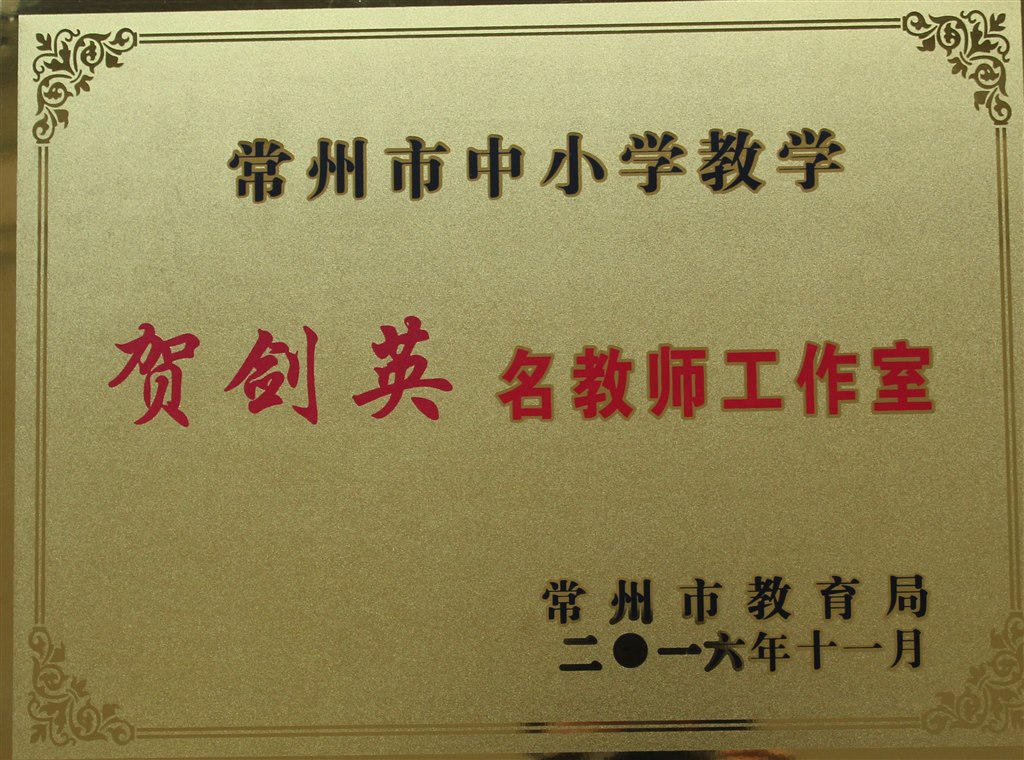 常州市中小学教学
贺剑英名教师工作室
常州市教育局
二〇一六年十一月